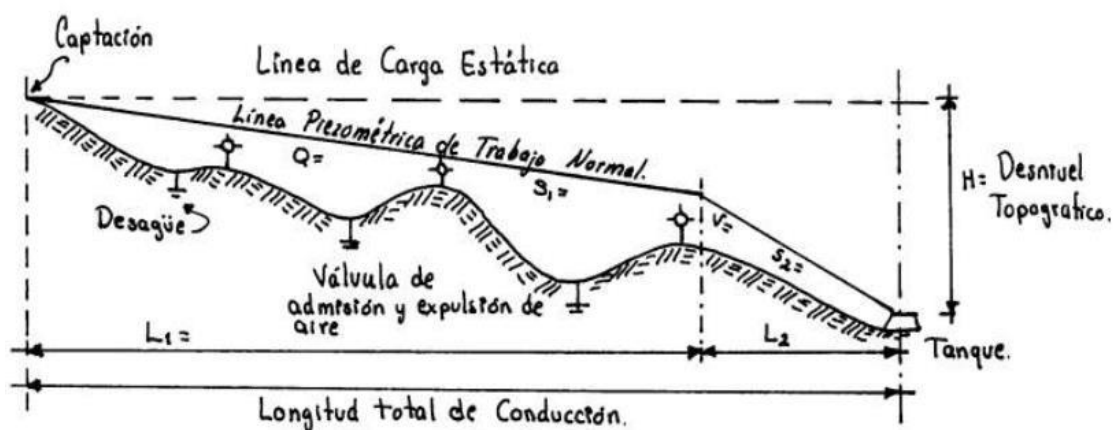 Captación
Línea de Carga Estática
Línea Piezométrica de Trabajo Normal.
Q=
S₁=
H= Desnivel
Topográfico.
Desagüe
V=
S₂=
Válvula de
admisión y expulsión de
aire
L₁=
L₂
Tanque.
Longitud total de Conducción.